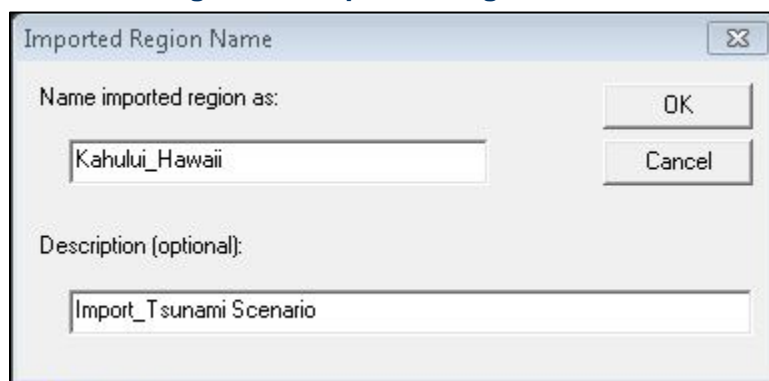 Imported Region Name
Name imported region as:
OK
Kahului_Hawaii
Cancel
Description (optional):
Import_Tsunami Scenario